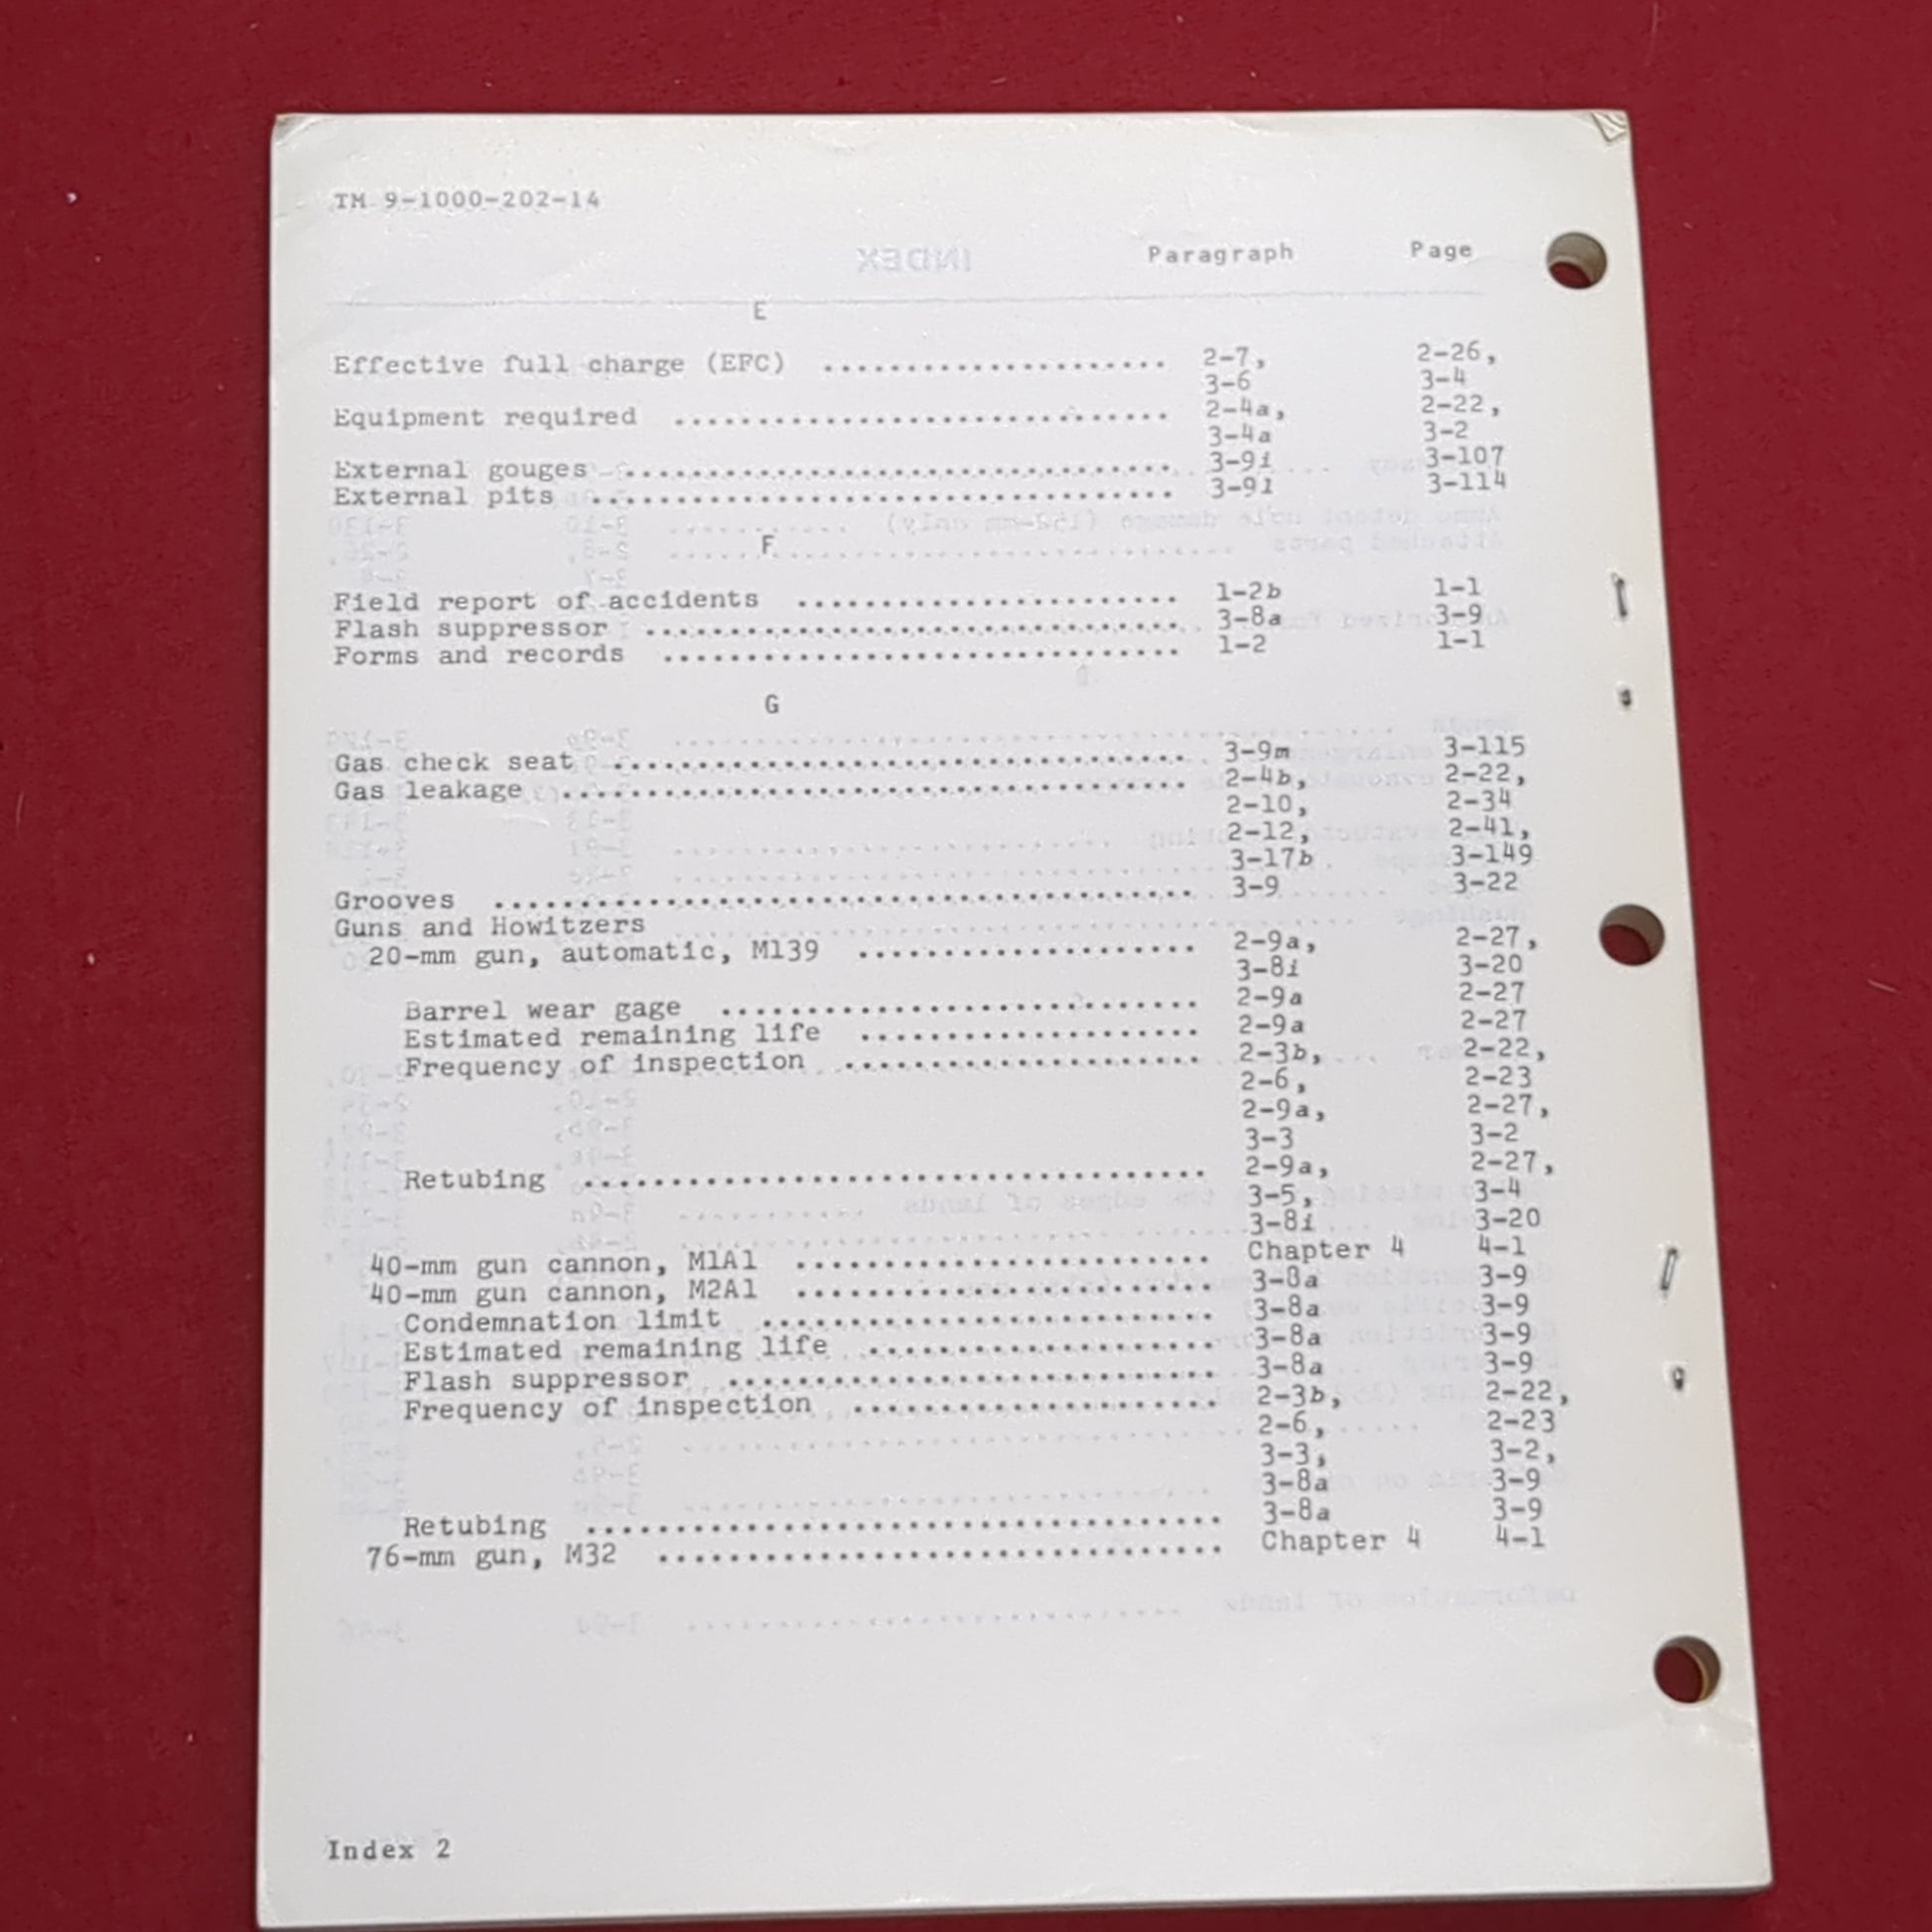 TM 9-1000-202-14
Paragraph Page
E
Effective full charge (EFC) .................... 2-7, 2-26,
3-6 3-4
Equipment required ............................. 2-4a, 2-22,
3-4a 3-2
External gouges ................................ 3-9i 3-107
External pits .................................. 3-9l 3-114
F
Field report of accidents ...................... 1-2b 1-1
Flash suppressor ............................... 3-8a 3-9
Forms and records .............................. 1-2 1-1
G
Gas check seat ................................. 3-9m 3-115
Gas leakage .................................... 2-4b, 2-22,
2-10, 2-34
2-12, 2-41,
3-17b 3-149
Grooves ........................................ 3-9 3-22
Guns and Howitzers
20-mm gun, automatic, M139 .................... 2-9a, 2-27,
3-8i 3-20
Barrel wear gage ............................ 2-9a 2-27
Estimated remaining life .................... 2-9a 2-27
Frequency of inspection ..................... 2-3b, 2-22,
2-6, 2-23
2-9a, 2-27,
3-3 3-2
Retubing .................................... 2-9a, 2-27,
3-5, 3-4
3-8i 3-20
40-mm gun cannon, M1A1 ........................ Chapter 4 4-1
40-mm gun cannon, M2A1 ........................ 3-8a 3-9
Condemnation limit .......................... 3-8a 3-9
Estimated remaining life .................... 3-8a 3-9
Flash suppressor ............................ 3-8a 3-9
Frequency of inspection ..................... 2-3b, 2-22,
2-6, 2-23
3-3, 3-2,
3-8a 3-9
Retubing .................................... 3-8a 3-9
76-mm gun, M32 ................................ Chapter 4 4-1
Index 2